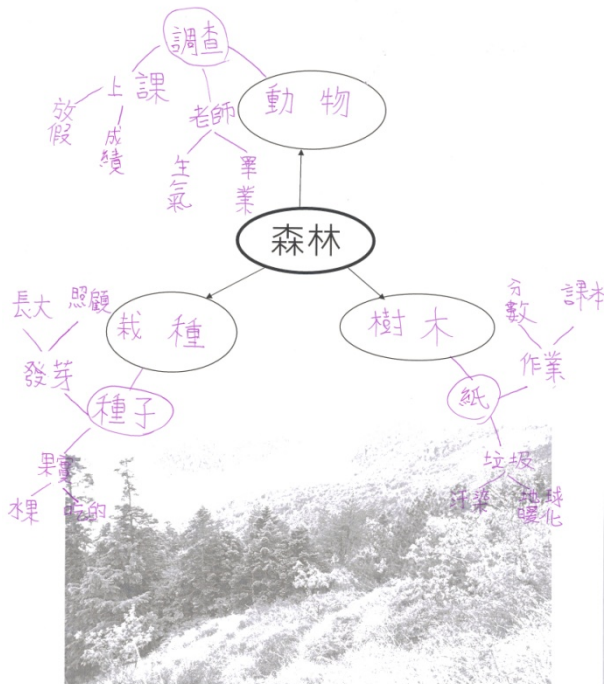 調查
上課
放假
成績
老師
生氣
畢業
動物
森林
栽種
長大
照顧
發芽
種子
果實
水果
吃的
樹木
分數
課本
作業
紙
垃圾
汙染
地球
暖化